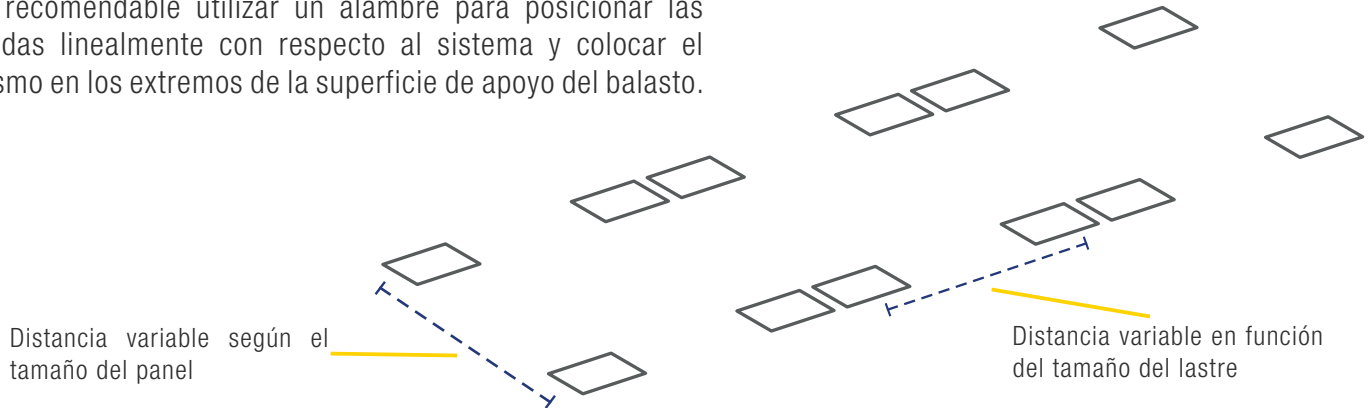 recomendable utilizar un alambre para posicionar las
linealmente con respecto al sistema y colocar el
en los extremos de la superficie de apoyo del balasto.
Distancia variable según el
tamaño del panel
Distancia variable en función
del tamaño del lastre